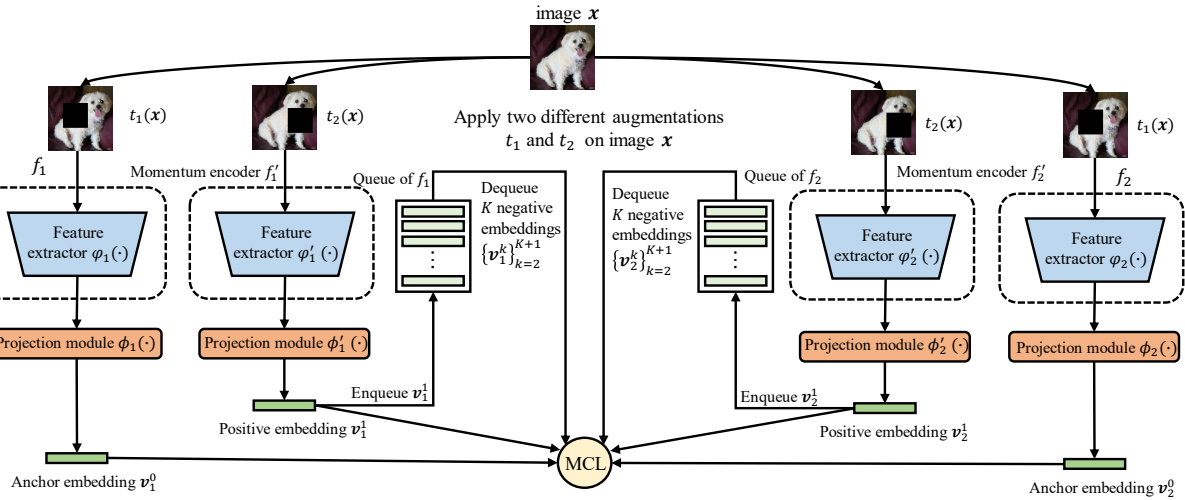 image x
t₁(x)
t₂(x)
Apply two different augmentations
t₁ and t₂ on image x
t₂(x)
t₁(x)
f₁
Momentum encoder f₁′
Queue of f₁
Dequeue
K negative
embeddings
{v₁ᵏ}ₖ₌₂ᴷ⁺¹
Dequeue
K negative
embeddings
{v₂ᵏ}ₖ₌₂ᴷ⁺¹
Queue of f₂
Momentum encoder f₂′
f₂
Feature
extractor φ₁(·)
Feature
extractor φ₁′(·)
⋮
⋮
Feature
extractor φ₂′(·)
Feature
extractor φ₂(·)
Projection module ϕ₁(·)
Projection module ϕ₁′(·)
Projection module ϕ₂′(·)
Projection module ϕ₂(·)
Enqueue v₁¹
Enqueue v₂¹
Positive embedding v₁¹
Positive embedding v₂¹
MCL
Anchor embedding v₁⁰
Anchor embedding v₂⁰